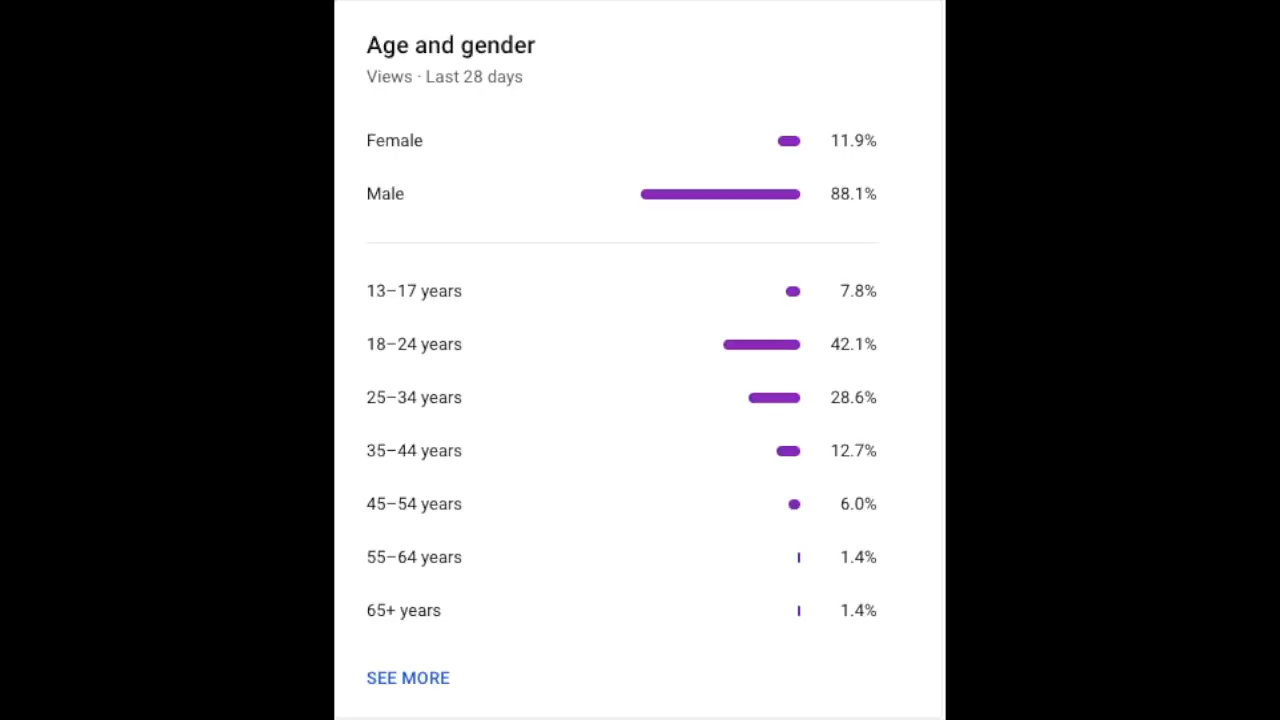 Age and gender
Views · Last 28 days
Female 11.9%
Male 88.1%
13–17 years 7.8%
18–24 years 42.1%
25–34 years 28.6%
35–44 years 12.7%
45–54 years 6.0%
55–64 years 1.4%
65+ years 1.4%
SEE MORE